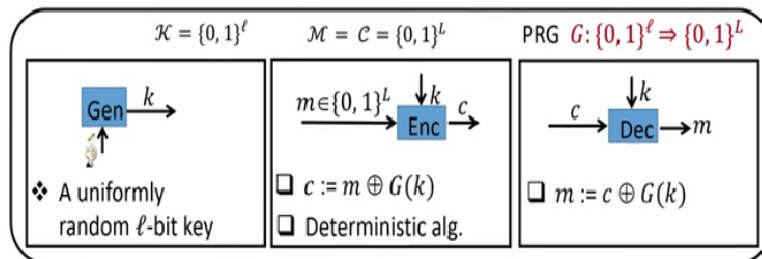 𝒦 = {0, 1}^ℓ
ℳ = 𝒞 = {0, 1}^L
PRG G: {0, 1}^ℓ ⇒ {0, 1}^L
Gen
k
❖ A uniformly
random ℓ-bit key
m∈{0, 1}^L
k
c
Enc
❑ c := m ⊕ G(k)
❑ Deterministic alg.
c
k
Dec
m
❑ m := c ⊕ G(k)